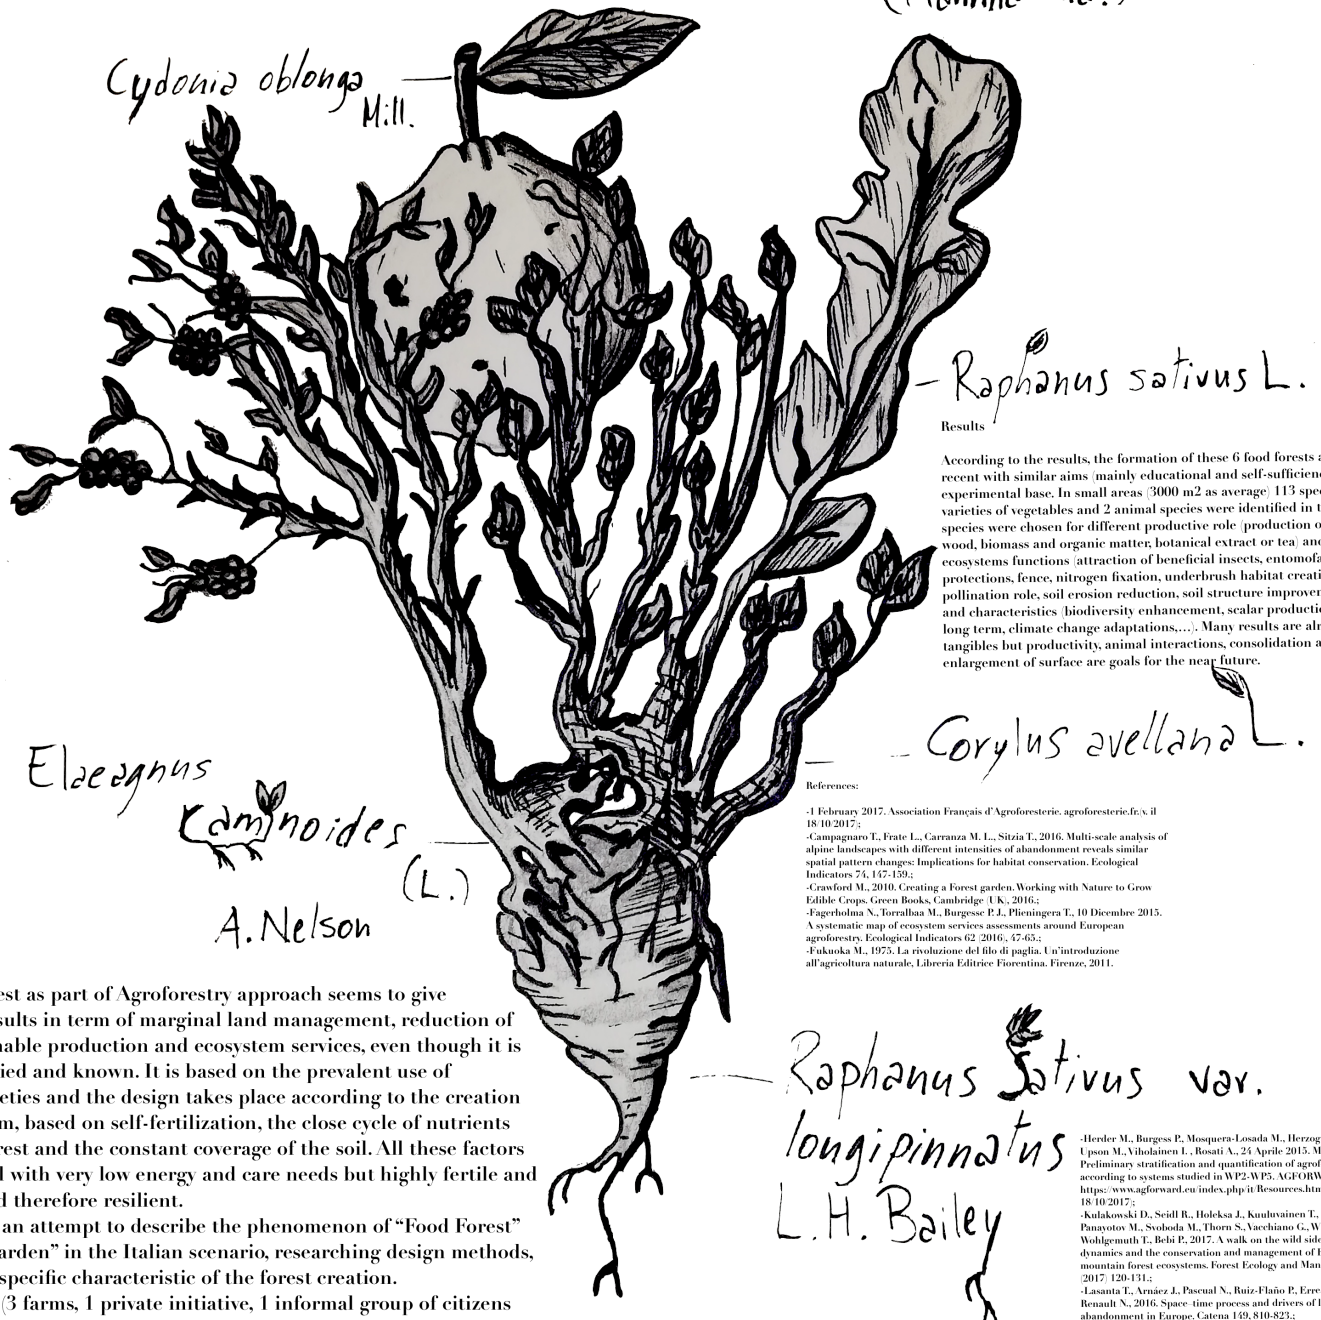 Cydonia oblonga
Mill.
Raphanus sativus L.
Results
According to the results, the formation of these 6 food forests
recent with similar aims (mainly educational and self-sufficien
experimental base. In small areas (3000 m2 as average) 113 spe
varieties of vegetables and 2 animal species were identified in
species were chosen for different productive role (production
wood, biomass and organic matter, botanical extract or tea) an
ecosystems functions (attraction of beneficial insects, entomofa
protections, fence, nitrogen fixation, underbrush habitat creati
pollination role, soil erosion reduction, soil structure improver
and characteristics (biodiversity enhancement, scalar producti
long term, climate change adaptations,...). Many results are al
tangibles but productivity, animal interactions, consolidation a
enlargement of surface are goals for the near future.
Corylus avellana L.
Elaeagnus
raminoides
(L.)
A. Nelson
References:
-1 February 2017. Association Français d'Agroforesterie. agroforesterie.fr/(v. il
18/10/2017);
-Campagnaro T., Frate L., Carranza M. L., Sitzia T., 2016. Multi-scale analysis of
alpine landscapes with different intensities of abandonment reveals similar
spatial pattern changes: Implications for habitat conservation. Ecological
Indicators 74, 147-159.;
-Crawford M., 2010. Creating a Forest garden. Working with Nature to Grow
Edible Crops. Green Books, Cambridge (UK), 2016.;
-Fagerholma N., Torralbaa M., Burgessc P. J., Plieningera T., 10 Dicembre 2015.
A systematic map of ecosystem services assessments around European
agroforestry. Ecological Indicators 62 (2016), 47-65.;
-Fukuoka M., 1975. La rivoluzione del filo di paglia. Un'introduzione
all'agricoltura naturale, Libreria Editrice Fiorentina. Firenze, 2011.
est as part of Agroforestry approach seems to give
sults in term of marginal land management, reduction of
nable production and ecosystem services, even though it is
ied and known. It is based on the prevalent use of
eties and the design takes place according to the creation
m, based on self-fertilization, the close cycle of nutrients
rest and the constant coverage of the soil. All these factors
l with very low energy and care needs but highly fertile and
d therefore resilient.
an attempt to describe the phenomenon of “Food Forest”
arden” in the Italian scenario, researching design methods,
specific characteristic of the forest creation.
(3 farms, 1 private initiative, 1 informal group of citizens
Raphanus Sativus var.
longipinnatus
L.H. Bailey
-Herder M., Burgess P., Mosquera-Losada M., Herzog
Upson M., Viholainen I. , Rosati A., 24 Aprile 2015. M
Preliminary stratification and quantification of agrof
according to systems studied in WP2-WP5. AGFORW
https://www.agforward.eu/index.php/it/Resources.htm
18/10/2017);
-Kulakowski D., Seidl R., Holeksa J., Kuuluvainen T.,
Panayotov M., Svoboda M., Thorn S., Vacchiano G., W
Wohlgemuth T., Bebi P., 2017. A walk on the wild side
dynamics and the conservation and management of
mountain forest ecosystems. Forest Ecology and Man
(2017) 120-131.;
-Lasanta T., Arnáez J., Pascual N., Ruiz-Flaño P., Erre
Renault N., 2016. Space–time process and drivers of
abandonment in Europe. Catena 149, 810-823.;